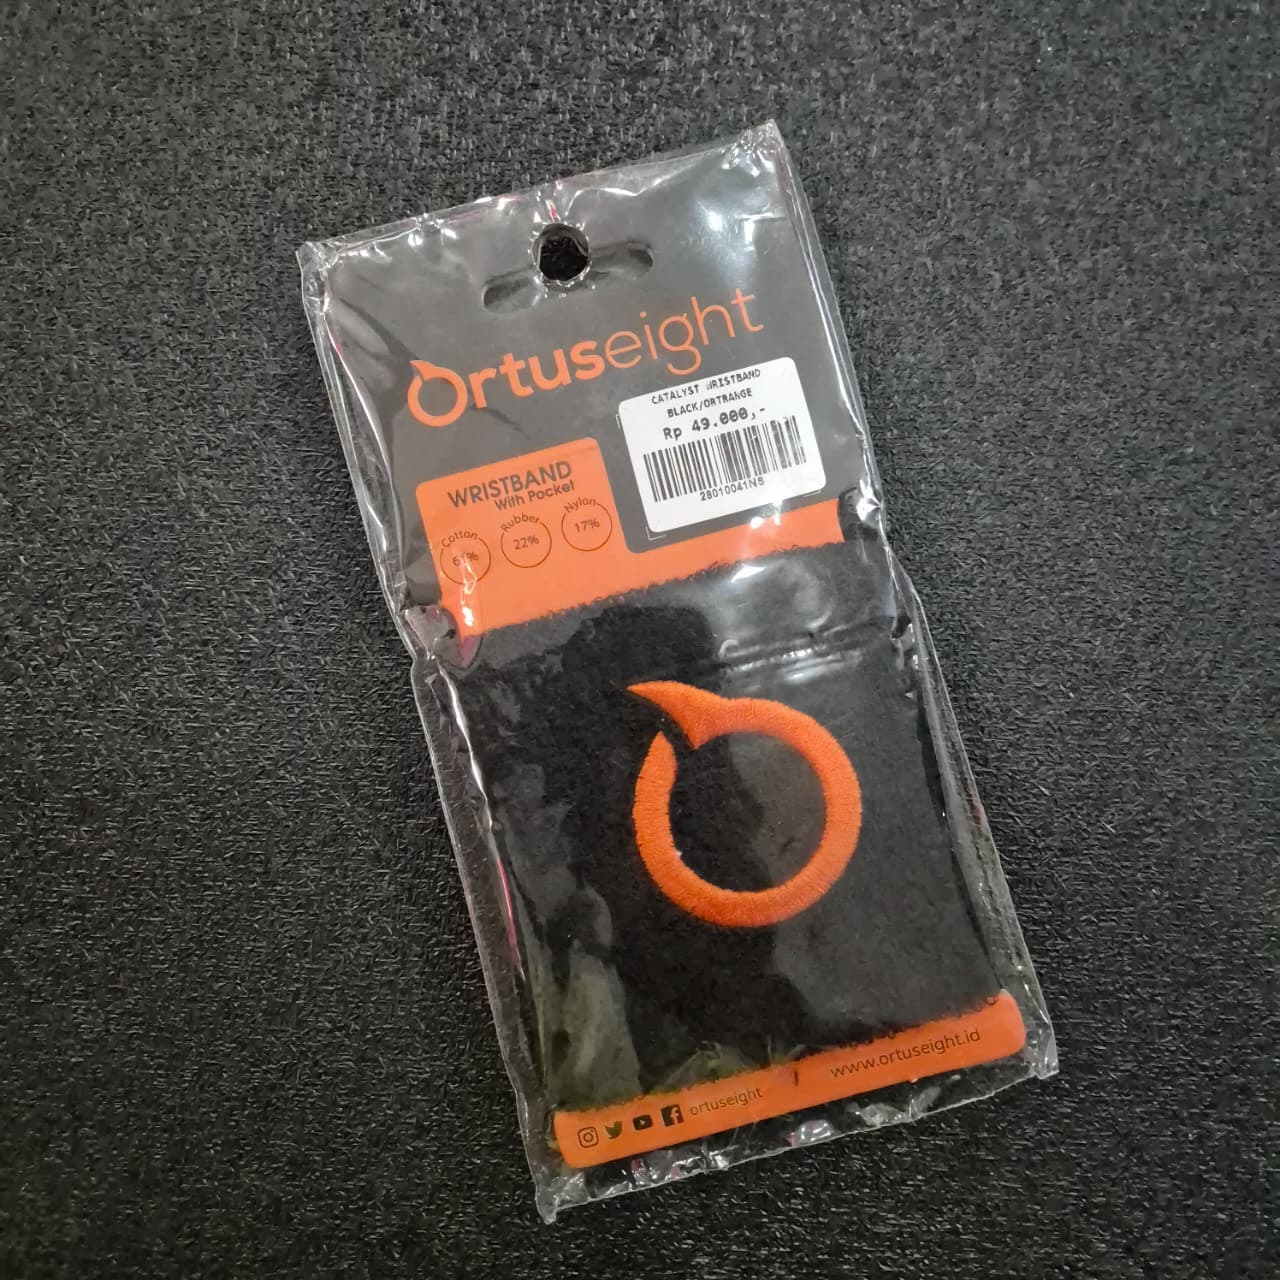 Ortuseight
CATALYST WRISTBAND
BLACK/ORTRANGE
Rp 49.000,-
28010041N6
WRISTBAND
With Pocket
Cotton
Rubber
22%
Nylon
17%
ortuseight
www.ortuseight.id